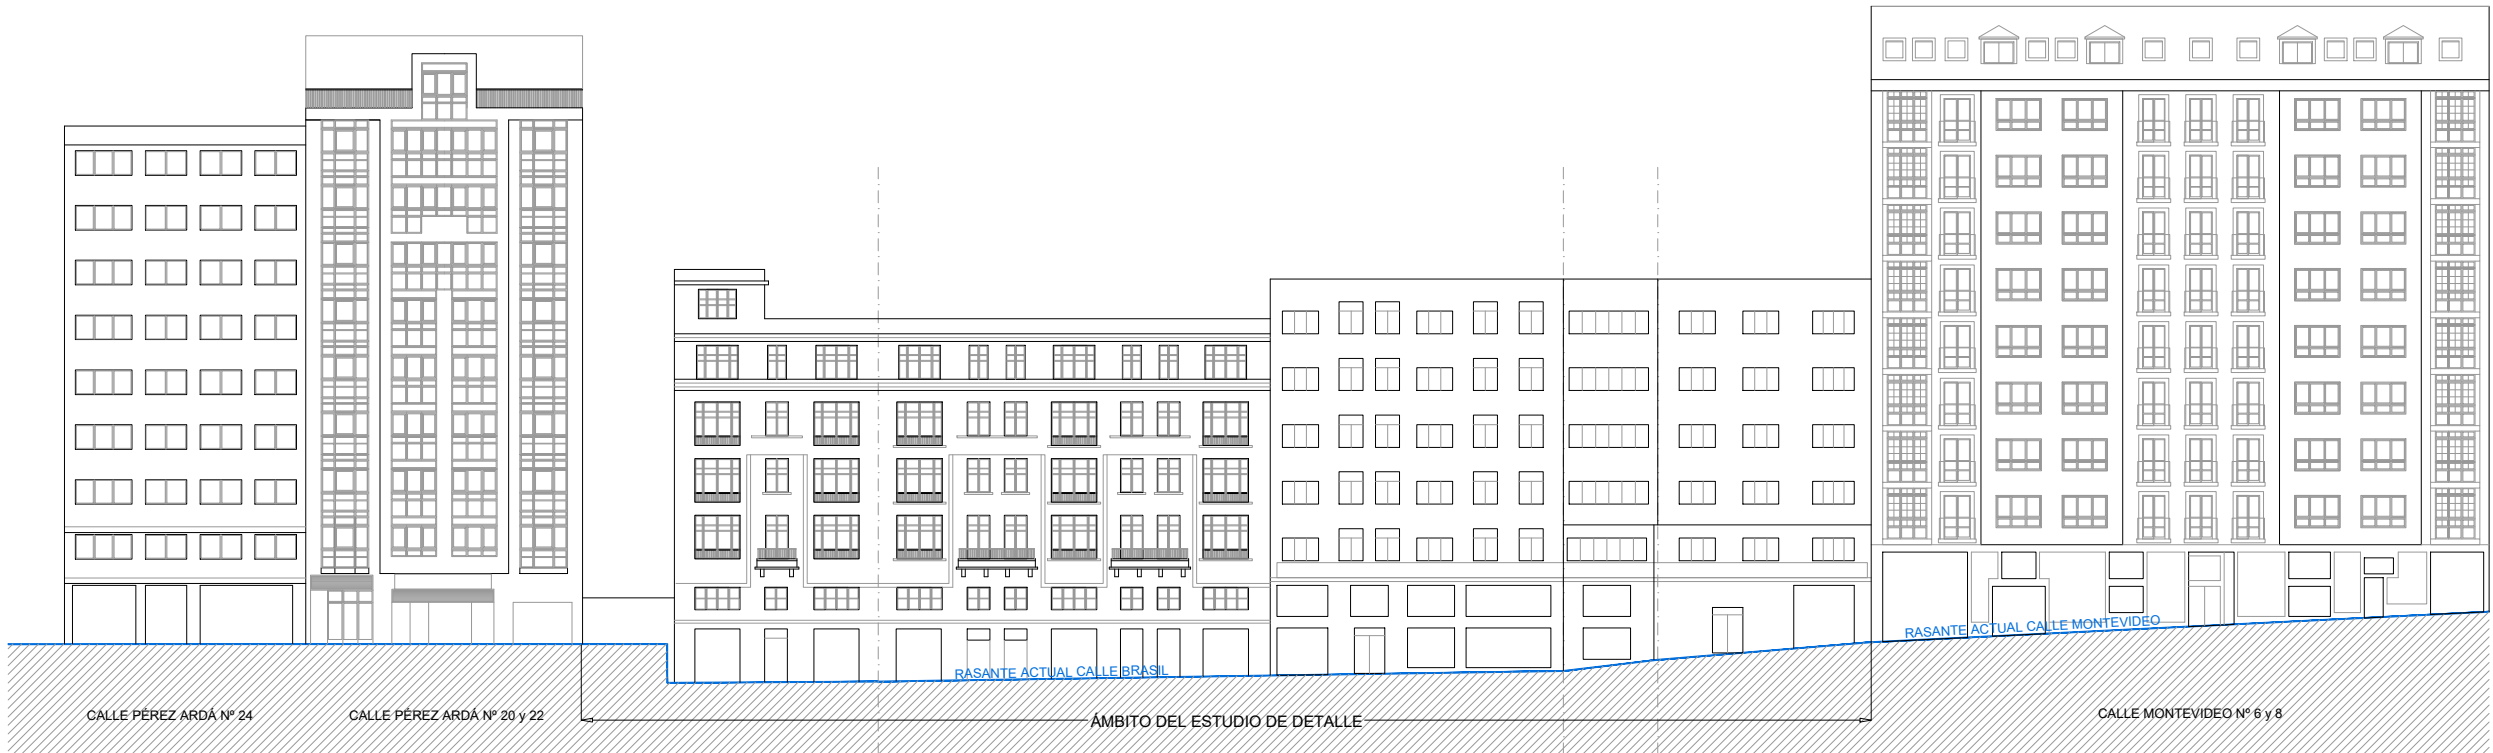 RASANTE ACTUAL CALLE MONTEVIDEO
RASANTE ACTUAL CALLE BRASIL
CALLE PÉREZ ARDÁ Nº 24
CALLE PÉREZ ARDÁ Nº 20 y 22
ÁMBITO DEL ESTUDIO DE DETALLE
CALLE MONTEVIDEO Nº 6 y 8